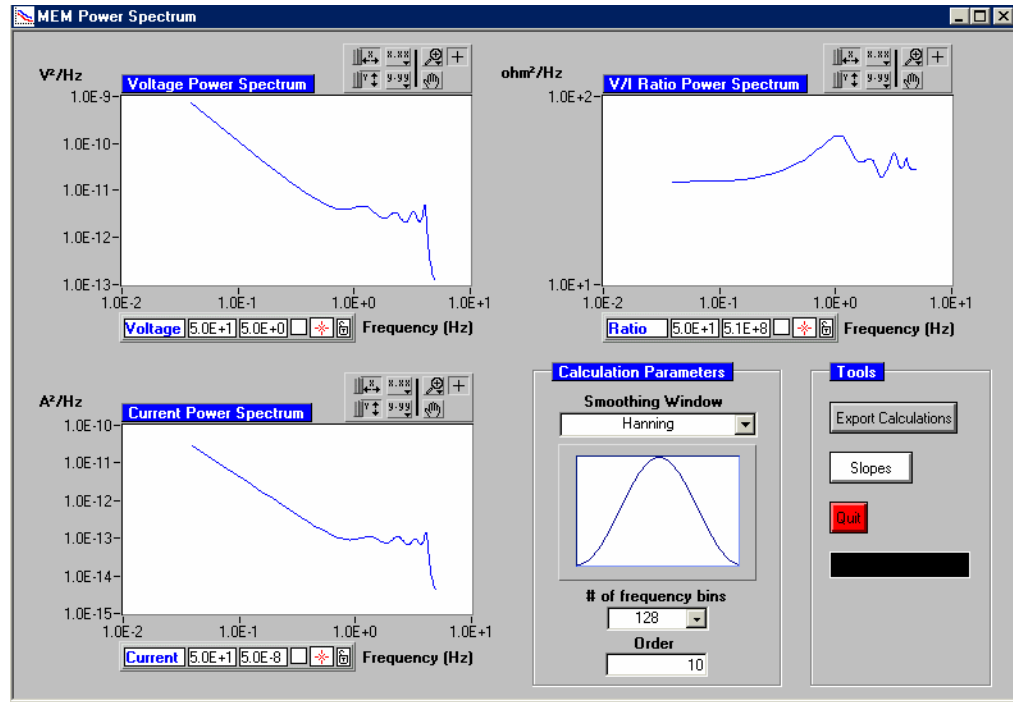 MEM Power Spectrum
V²/Hz
Voltage Power Spectrum
X.XX
Y.YY
1.0E-9
1.0E-10
1.0E-11
1.0E-12
1.0E-13
1.0E-2
1.0E-1
1.0E+0
1.0E+1
Voltage 5.0E+1 5.0E+0
Frequency (Hz)
ohm²/Hz
V/I Ratio Power Spectrum
X.XX
Y.YY
1.0E+2
1.0E+1
1.0E-2
1.0E-1
1.0E+0
1.0E+1
Ratio 5.0E+1 5.1E+8
Frequency (Hz)
A²/Hz
Current Power Spectrum
X.XX
Y.YY
1.0E-10
1.0E-11
1.0E-12
1.0E-13
1.0E-14
1.0E-15
1.0E-2
1.0E-1
1.0E+0
1.0E+1
Current 5.0E+1 5.0E-8
Frequency (Hz)
Calculation Parameters
Smoothing Window
Hanning
# of frequency bins
128
Order
10
Tools
Export Calculations
Slopes
Quit